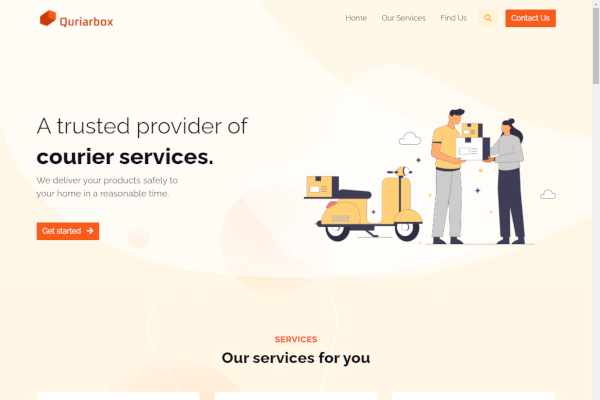 Quriarbox
Home
Our Services
Find Us
Contact Us
A trusted provider of
courier services.
We deliver your products safely to
your home in a reasonable time.
Get started
SERVICES
Our services for you